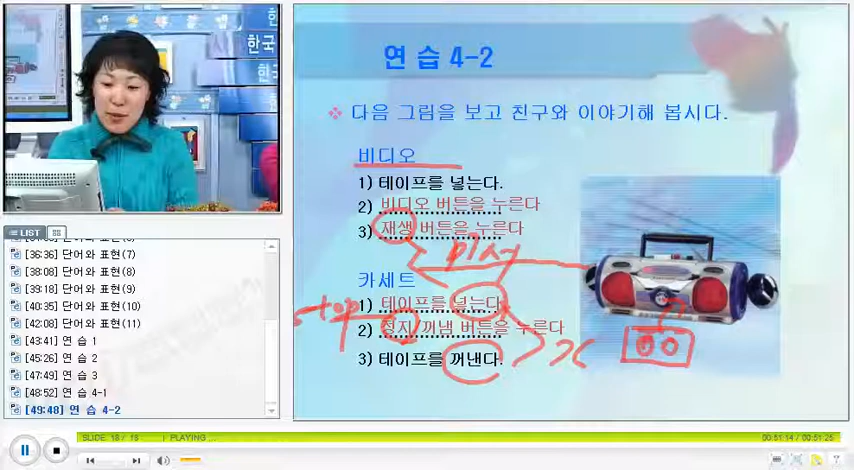 한국
한국
연 습 4-2
다음 그림을 보고 친구와 이야기해 봅시다.
비디오
1) 테이프를 넣는다.
2) 비디오 버튼을 누른다
3) 재생 버튼을 누른다
play
카세트
1) 테이프를 넣는다
stop
2) 정지 꺼냄 버튼을 누른다
3) 테이프를 꺼낸다.
LIST
[36:36] 단어와 표현(7)
[38:08] 단어와 표현(8)
[39:18] 단어와 표현(9)
[40:35] 단어와 표현(10)
[42:08] 단어와 표현(11)
[43:41] 연 습 1
[45:26] 연 습 2
[47:49] 연 습 3
[48:52] 연 습 4-1
[49:48] 연 습 4-2
SLIDE. 18 / 18 | PLAYING ...
00:51:14 / 00:51:25